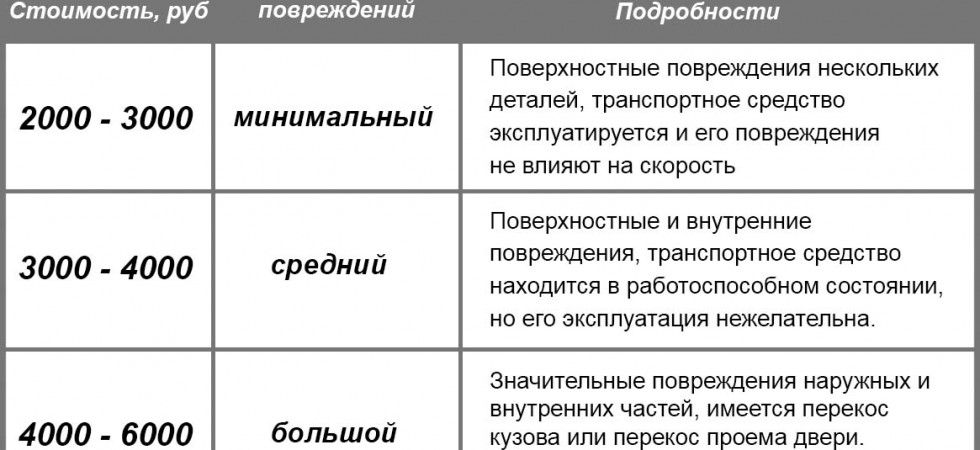 Стоимость, руб
повреждений
Подробности
2000 - 3000
минимальный
Поверхностные повреждения нескольких
деталей, транспортное средство
эксплуатируется и его повреждения
не влияют на скорость
3000 - 4000
средний
Поверхностные и внутренние
повреждения, транспортное средство
находится в работоспособном состоянии,
но его эксплуатация нежелательна.
4000 - 6000
большой
Значительные повреждения наружных и
внутренних частей, имеется перекос
кузова или перекос проема двери.